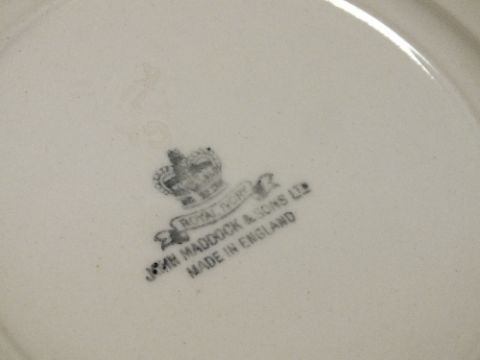 ROYAL IVORY
JOHN MADDOCK & SONS LTD
MADE IN ENGLAND